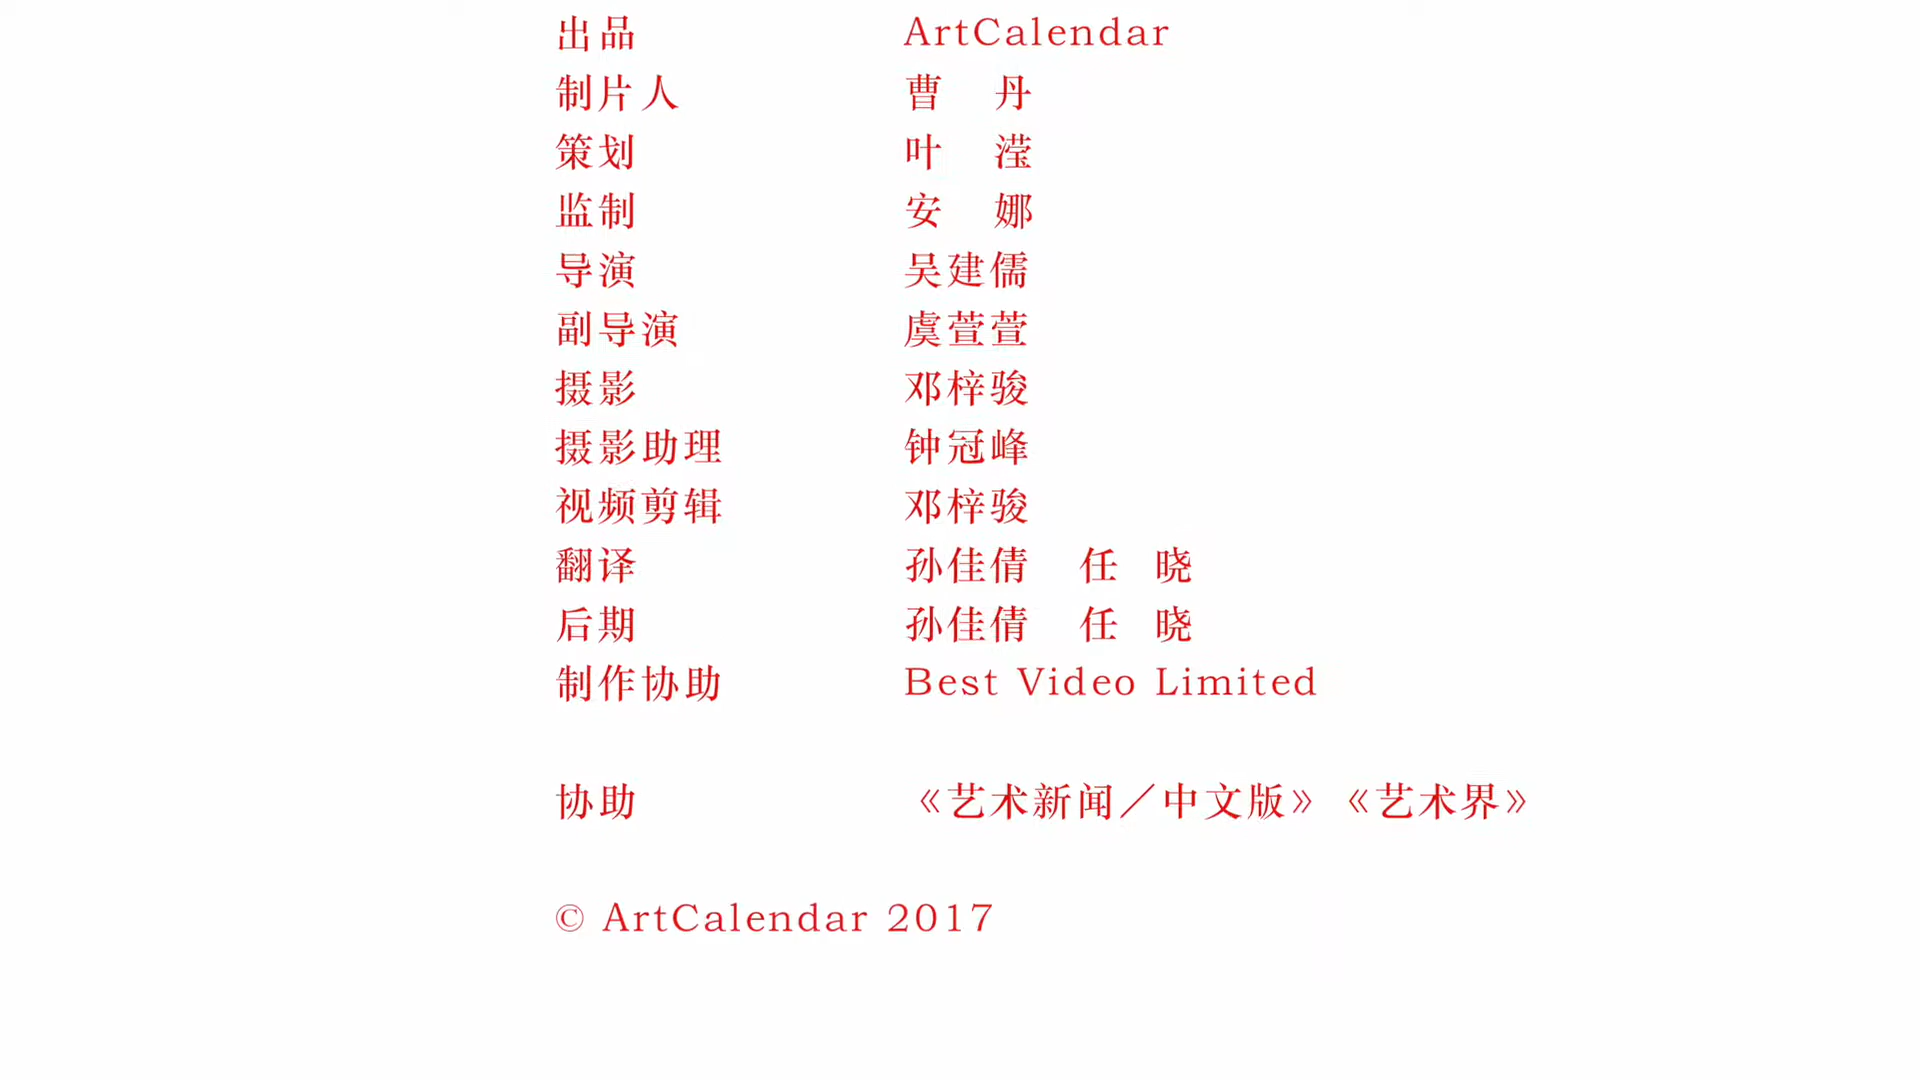 出品 ArtCalendar
制片人 曹 丹
策划 叶 滢
监制 安 娜
导演 吴建儒
副导演 虞萱萱
摄影 邓梓骏
摄影助理 钟冠峰
视频剪辑 邓梓骏
翻译 孙佳倩 任 晓
后期 孙佳倩 任 晓
制作协助 Best Video Limited
协助 《艺术新闻／中文版》《艺术界》
© ArtCalendar 2017